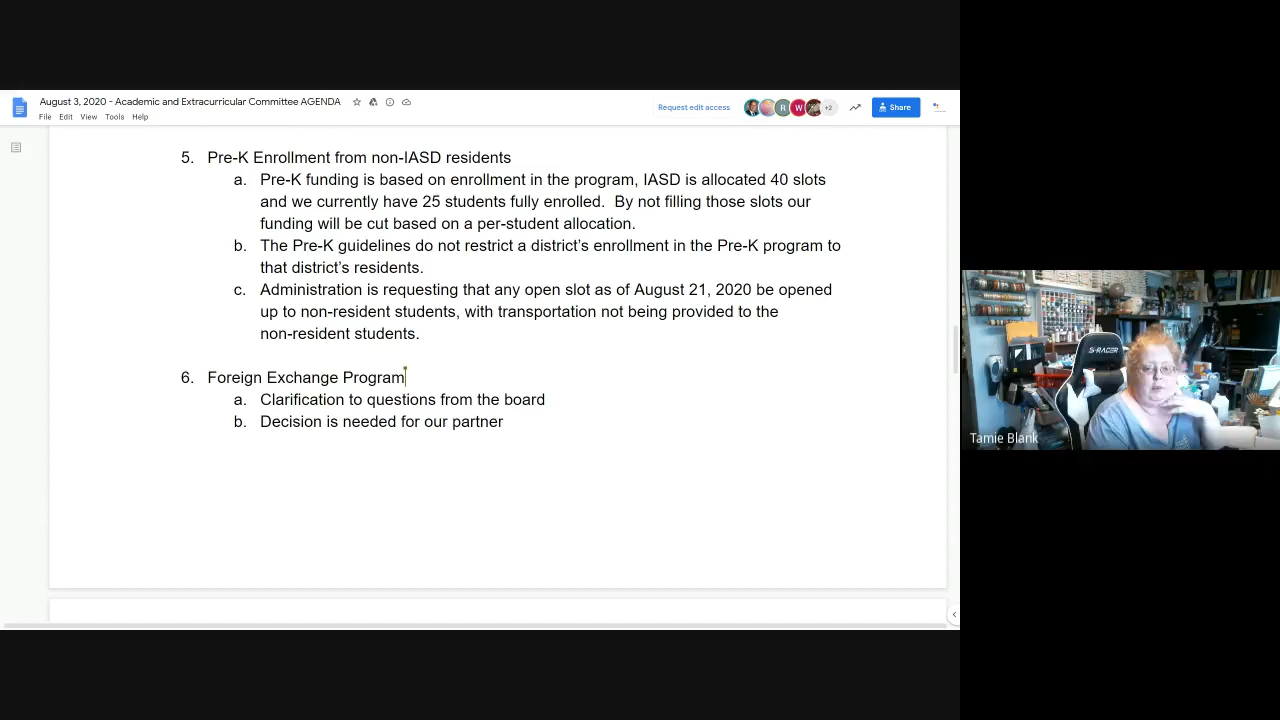 August 3, 2020 - Academic and Extracurricular Committee AGENDA
File Edit View Tools Help
Request edit access
R W +2
Share
5. Pre-K Enrollment from non-IASD residents
a. Pre-K funding is based on enrollment in the program, IASD is allocated 40 slots
and we currently have 25 students fully enrolled. By not filling those slots our
funding will be cut based on a per-student allocation.
b. The Pre-K guidelines do not restrict a district's enrollment in the Pre-K program to
that district's residents.
c. Administration is requesting that any open slot as of August 21, 2020 be opened
up to non-resident students, with transportation not being provided to the
non-resident students.
6. Foreign Exchange Program
a. Clarification to questions from the board
b. Decision is needed for our partner
S-RACER
Tamie Blank